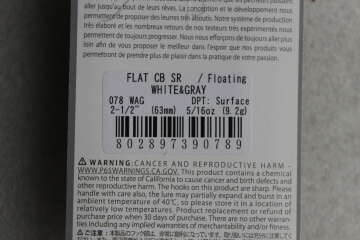 jusqu'à
La conception et le développement nous
permettent de proposer des leurres très aboutis. Notre système de production
très élaboré et les nombreux retours de nos testeurs très expérimentés nous
permettent de toujours progresser. Nous nous efforçons de toujours aller plus
loin afin de vous proposer le meilleur dans l'espoir que nos produits vous
permettent de prendre toujours plus de plaisir dans la pratique de notre passion.
FLAT CB SR / Floating
WHITE&GRAY
078 WAG DPT: Surface
2-1/2" (63mm) 5/16oz (9.2g)
802897390789
WARNING:CANCER AND REPRODUCTIVE HARM -
WWW.P65WARNINGS.CA.GOV. This product contains a chemical
known to the state of California to cause cancer and birth defects and
other reproductive harm. The hooks on this product are sharp. Please
handle with care, also the lure may partially expand and burst in an
ambient temperature of 40℃, so please store it in a location of
relatively low temperatures. Product replacement or refund of
purchase price when 30 days of purchase. There are no other
warranties including any implied warranties of merchantability and/or fitness.